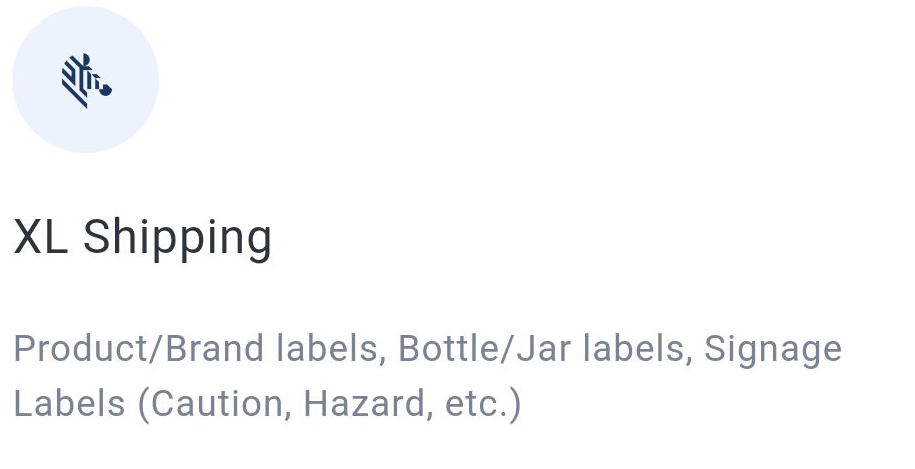 XL Shipping
Product/Brand labels, Bottle/Jar labels, Signage
Labels (Caution, Hazard, etc.)